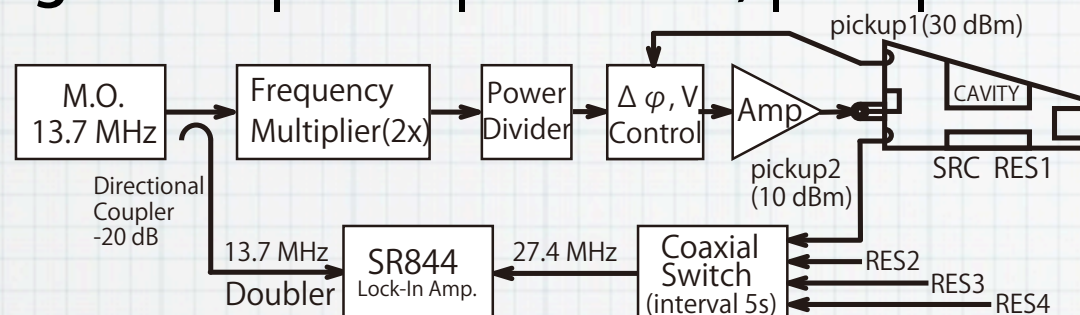 pickup1(30 dBm)
M.O.
13.7 MHz
Frequency
Multiplier(2x)
Power
Divider
Δ φ, V
Control
Amp
CAVITY
SRC RES1
pickup2
(10 dBm)
Directional
Coupler
-20 dB
13.7 MHz
Doubler
SR844
Lock-In Amp.
27.4 MHz
Coaxial
Switch
(interval 5s)
RES2
RES3
RES4